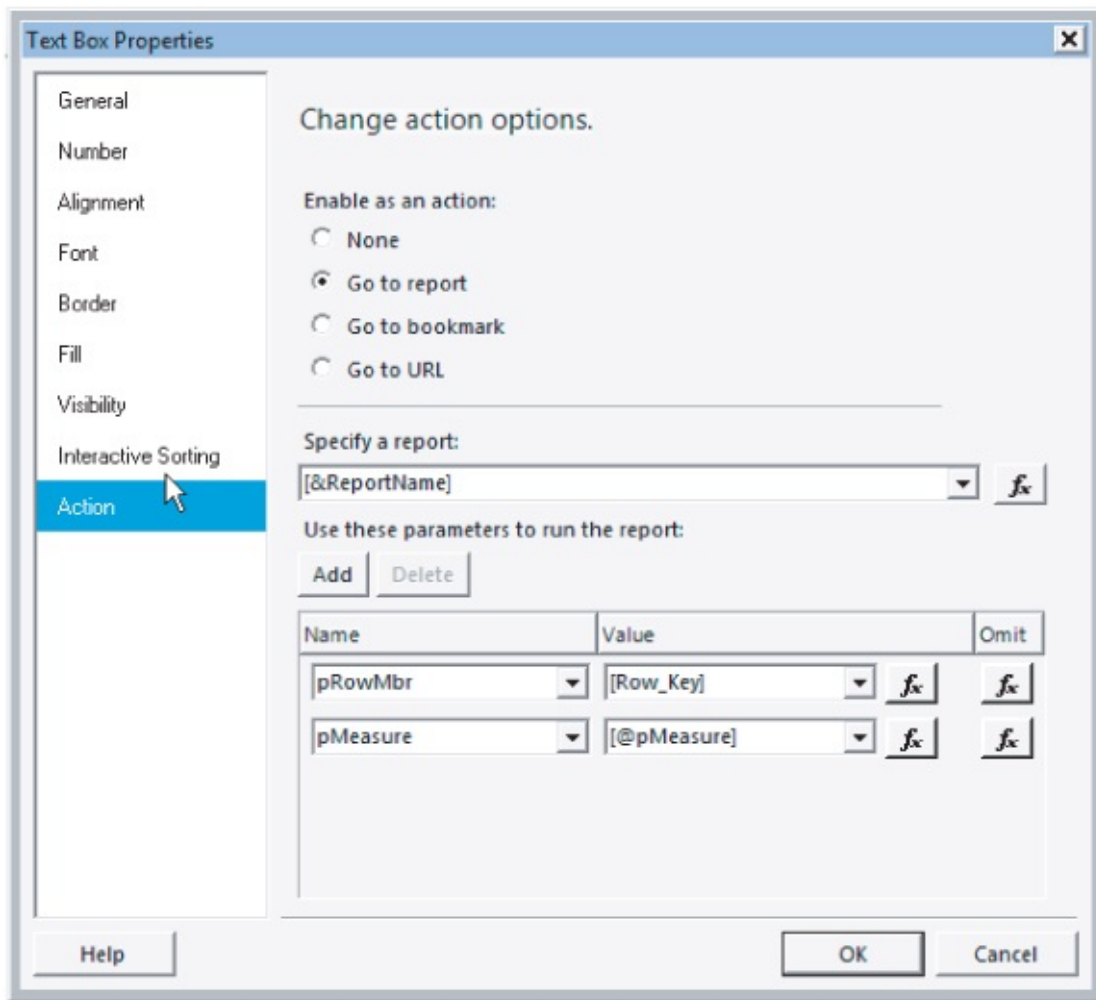 Text Box Properties
General
Number
Alignment
Font
Border
Fill
Visibility
Interactive Sorting
Action
Change action options.
Enable as an action:
None
Go to report
Go to bookmark
Go to URL
Specify a report:
[&ReportName]
fx
Use these parameters to run the report:
Add Delete
Name Value Omit
pRowMbr [Row_Key] fx fx
pMeasure [@pMeasure] fx fx
Help OK Cancel